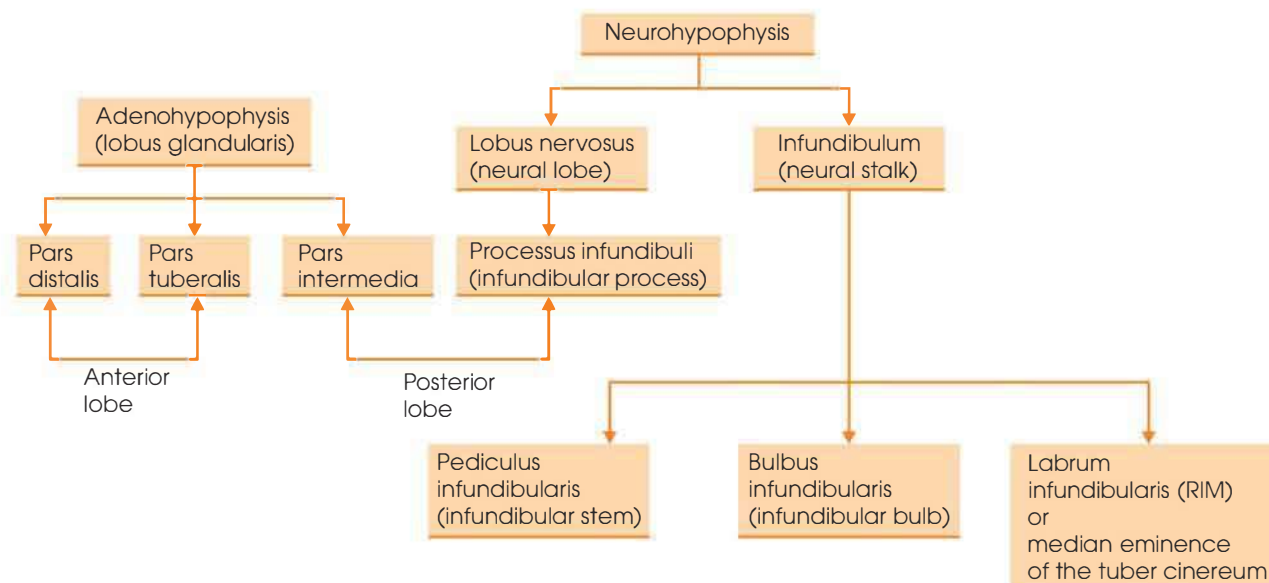 Neurohypophysis
Adenohypophysis
(lobus glandularis)
Lobus nervosus
(neural lobe)
Infundibulum
(neural stalk)
Pars
distalis
Pars
tuberalis
Pars
intermedia
Processus infundibuli
(infundibular process)
Anterior
lobe
Posterior
lobe
Pediculus
infundibularis
(infundibular stem)
Bulbus
infundibularis
(infundibular bulb)
Labrum
infundibularis (RIM)
or
median eminence
of the tuber cinereum